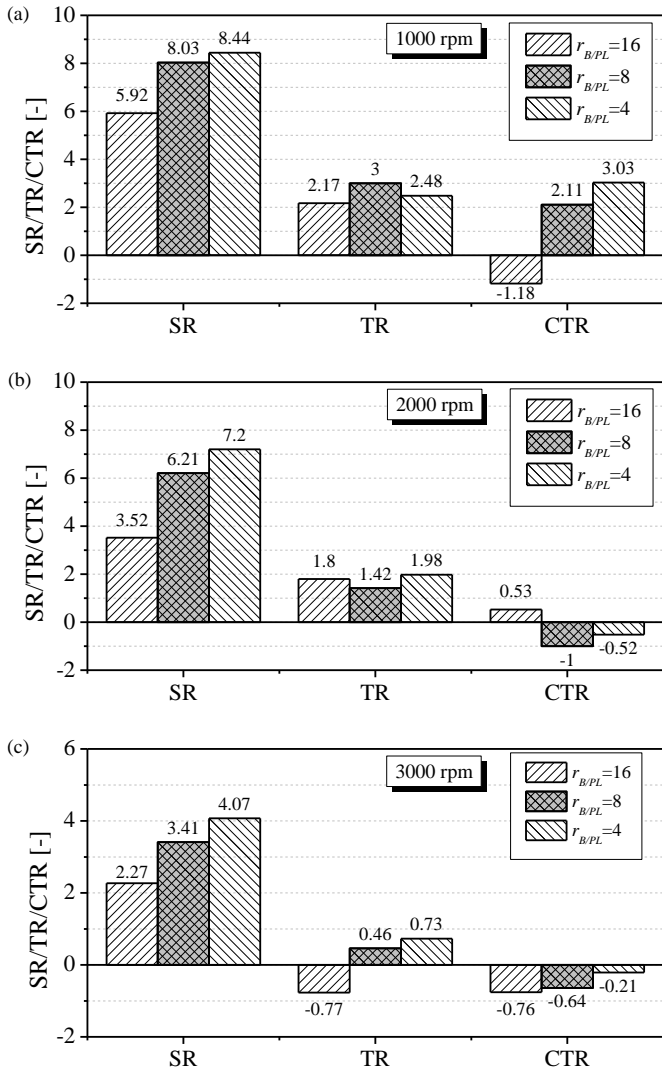 (a)
10
8
6
4
2
0
-2
SR/TR/CTR [-]
1000 rpm
r_B/PL=16
r_B/PL=8
r_B/PL=4
5.92
8.03
8.44
2.17
3
2.48
-1.18
2.11
3.03
SR
TR
CTR
(b)
10
8
6
4
2
0
-2
SR/TR/CTR [-]
2000 rpm
r_B/PL=16
r_B/PL=8
r_B/PL=4
3.52
6.21
7.2
1.8
1.42
1.98
0.53
-1
-0.52
SR
TR
CTR
(c)
6
4
2
0
-2
SR/TR/CTR [-]
3000 rpm
r_B/PL=16
r_B/PL=8
r_B/PL=4
2.27
3.41
4.07
-0.77
0.46
0.73
-0.76
-0.64
-0.21
SR
TR
CTR